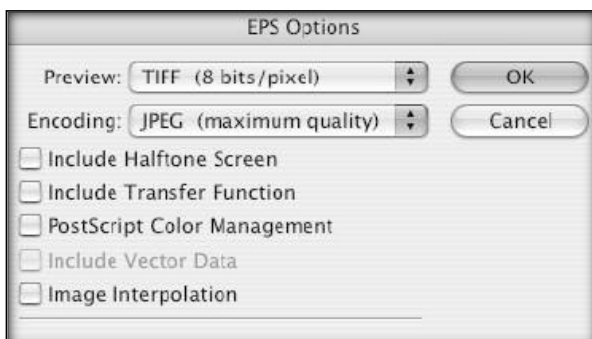 EPS Options
Preview: TIFF (8 bits/pixel) OK
Encoding: JPEG (maximum quality) Cancel
Include Halftone Screen
Include Transfer Function
PostScript Color Management
Include Vector Data
Image Interpolation